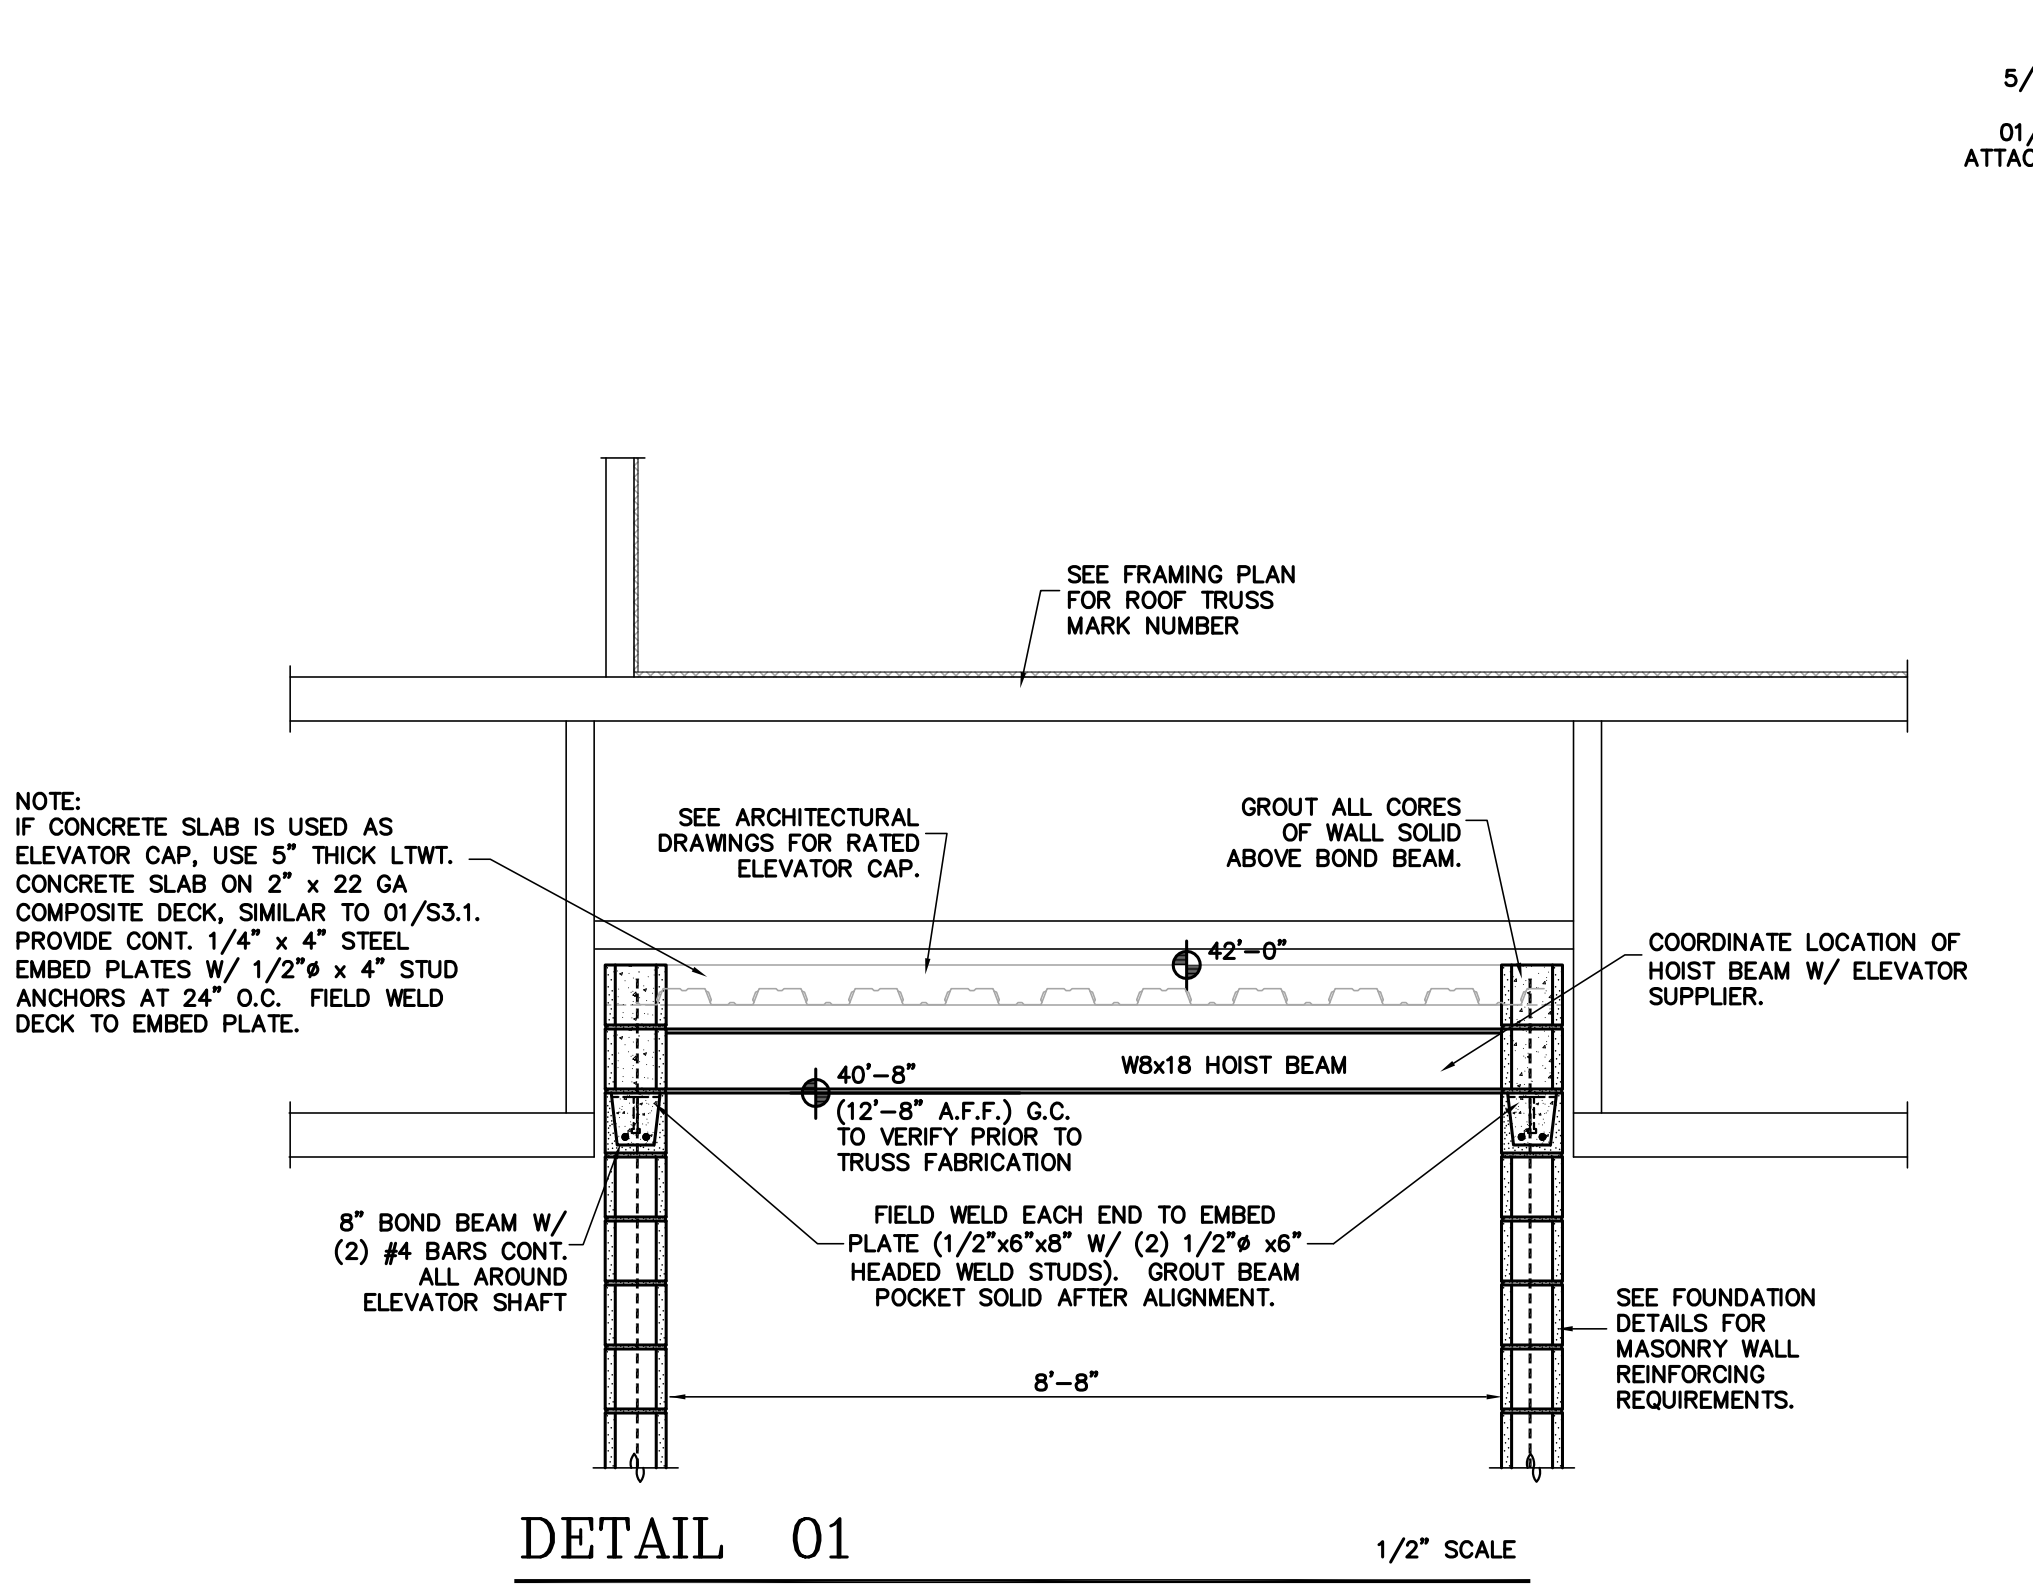 5/
01/
ATTAC
SEE FRAMING PLAN
FOR ROOF TRUSS
MARK NUMBER
NOTE:
IF CONCRETE SLAB IS USED AS
ELEVATOR CAP, USE 5" THICK LTWT.
CONCRETE SLAB ON 2" x 22 GA
COMPOSITE DECK, SIMILAR TO 01/S3.1.
PROVIDE CONT. 1/4" x 4" STEEL
EMBED PLATES W/ 1/2"ø x 4" STUD
ANCHORS AT 24" O.C. FIELD WELD
DECK TO EMBED PLATE.
SEE ARCHITECTURAL
DRAWINGS FOR RATED
ELEVATOR CAP.
GROUT ALL CORES
OF WALL SOLID
ABOVE BOND BEAM.
42'-0"
COORDINATE LOCATION OF
HOIST BEAM W/ ELEVATOR
SUPPLIER.
W8x18 HOIST BEAM
40'-8"
(12'-8" A.F.F.) G.C.
TO VERIFY PRIOR TO
TRUSS FABRICATION
8" BOND BEAM W/
(2) #4 BARS CONT.
ALL AROUND
ELEVATOR SHAFT
FIELD WELD EACH END TO EMBED
PLATE (1/2"x6"x8" W/ (2) 1/2"ø x6"
HEADED WELD STUDS). GROUT BEAM
POCKET SOLID AFTER ALIGNMENT.
SEE FOUNDATION
DETAILS FOR
MASONRY WALL
REINFORCING
REQUIREMENTS.
8'-8"
DETAIL 01
1/2" SCALE